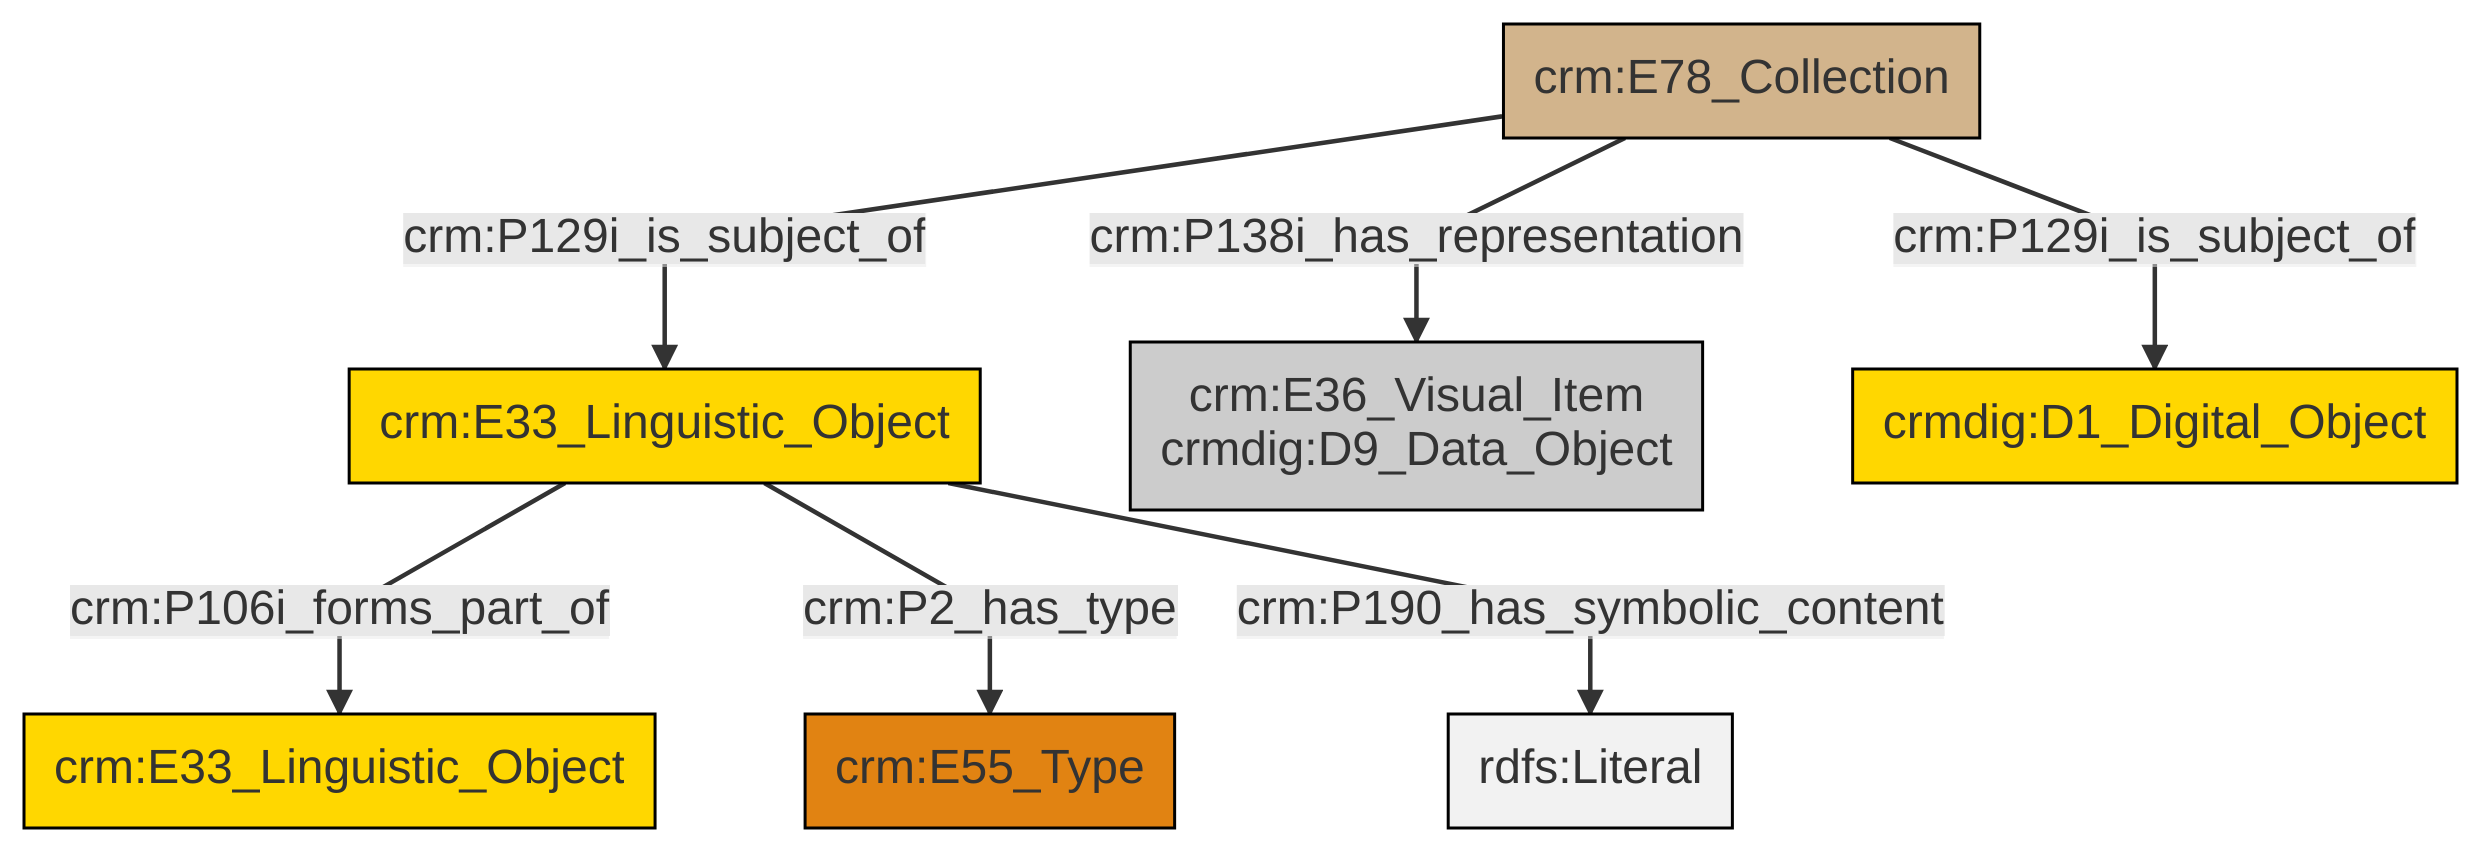 crm:E78_Collection
crm:P129i_is_subject_of
crm:P138i_has_representation
crm:P129i_is_subject_of
crm:E33_Linguistic_Object
crm:E36_Visual_Item
crmdig:D9_Data_Object
crmdig:D1_Digital_Object
crm:P106i_forms_part_of
crm:P2_has_type
crm:P190_has_symbolic_content
crm:E33_Linguistic_Object
crm:E55_Type
rdfs:Literal